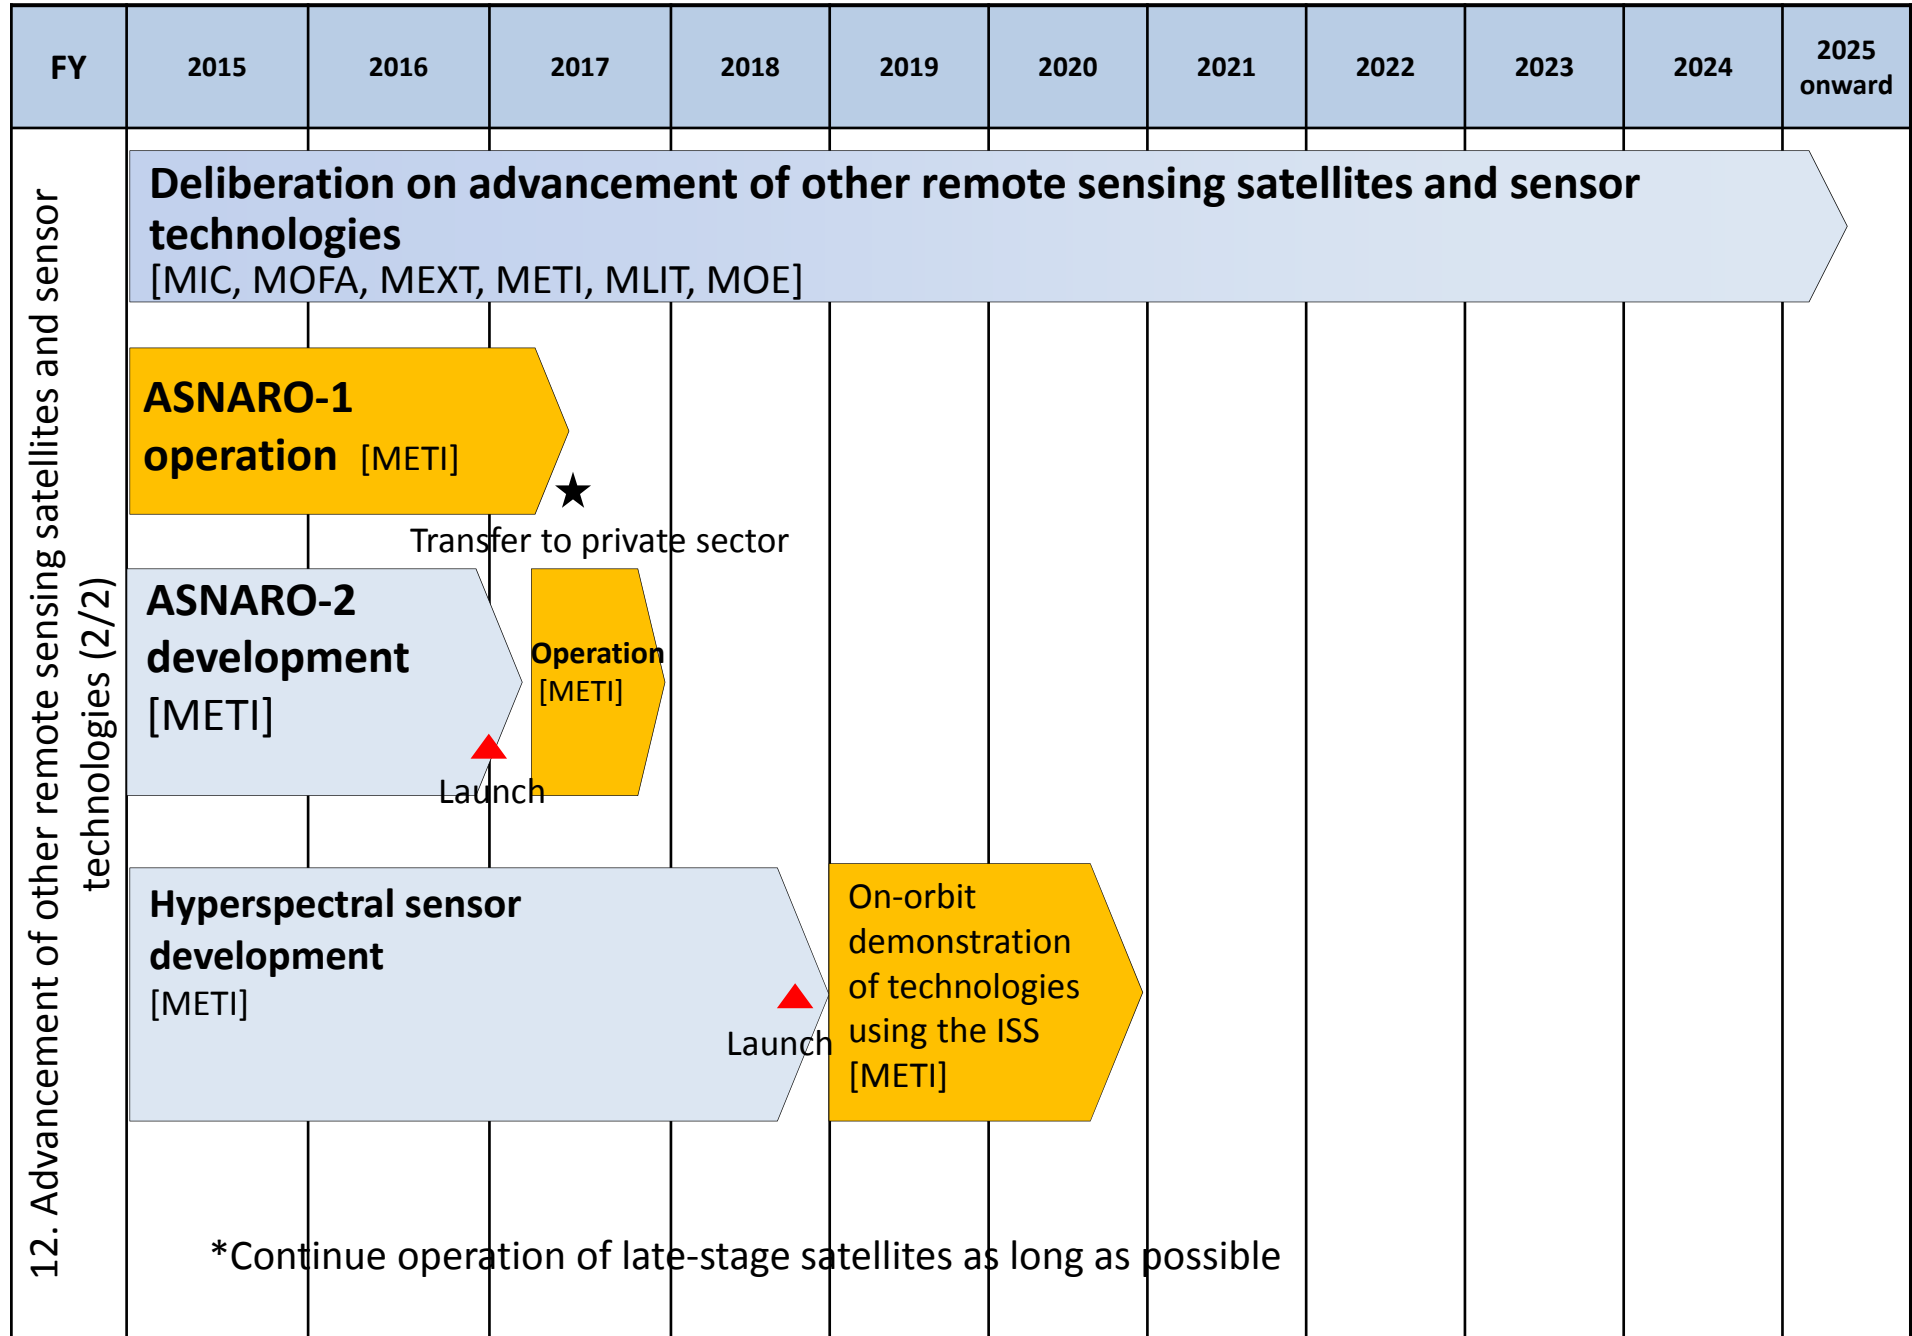 FY
2015
2016
2017
2018
2019
2020
2021
2022
2023
2024
2025
onward
12. Advancement of other remote sensing satellites and sensor
technologies (2/2)
Deliberation on advancement of other remote sensing satellites and sensor
technologies
[MIC, MOFA, MEXT, METI, MLIT, MOE]
ASNARO-1
operation [METI]
Transfer to private sector
ASNARO-2
development
[METI]
Launch
Operation
[METI]
Hyperspectral sensor
development
[METI]
Launch
On-orbit
demonstration
of technologies
using the ISS
[METI]
*Continue operation of late-stage satellites as long as possible